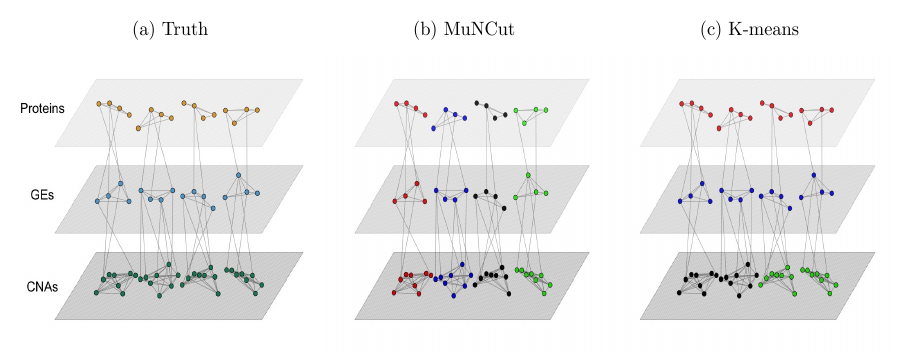 (a) Truth
(b) MuNCut
(c) K-means
Proteins
GEs
CNAs